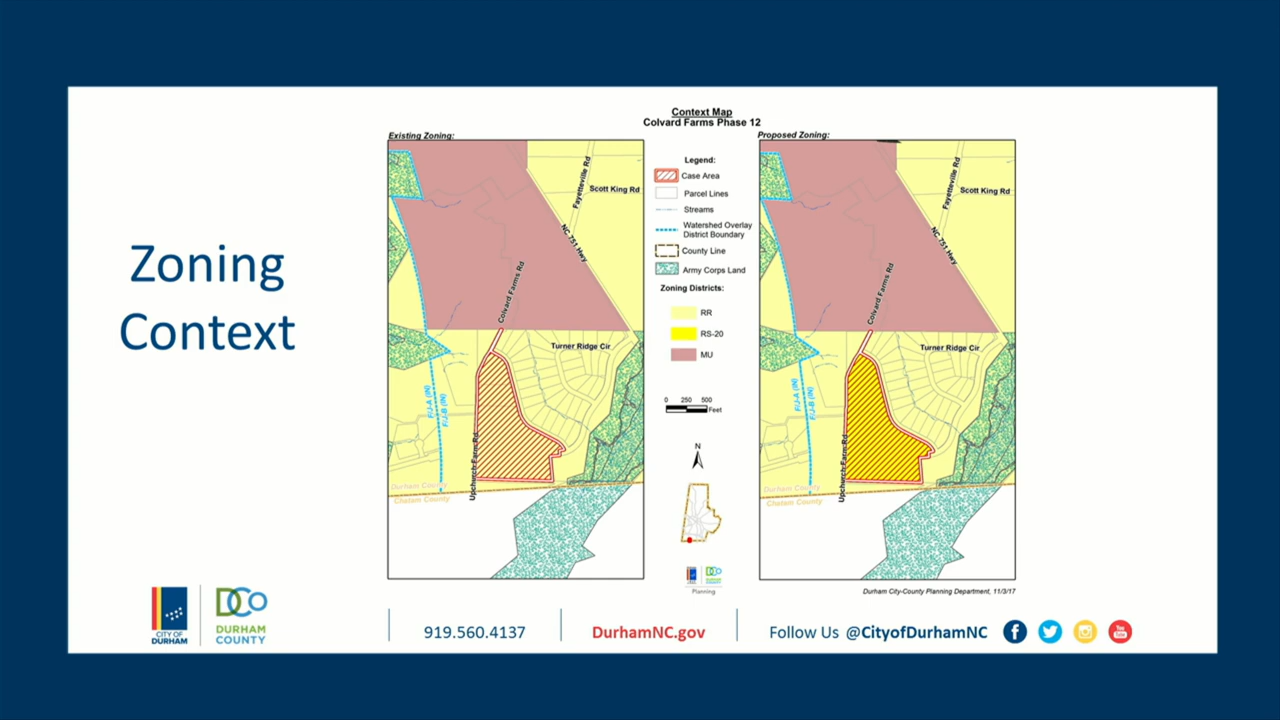 Zoning
Context
Context Map
Colvard Farms Phase 12
Existing Zoning:
Fayetteville Rd
Scott King Rd
NC 751 Hwy
Colvard Farms Rd
Turner Ridge Cir
F/J-A (IN)
F/J-B (IN)
Upchurch Farm Rd
Durham County
Chatam County
Legend:
Case Area
Parcel Lines
Streams
Watershed Overlay
District Boundary
County Line
Army Corps Land
Zoning Districts:
RR
RS-20
MU
0 250 500
Feet
N
Planning
Proposed Zoning:
Fayetteville Rd
Scott King Rd
NC 751 Hwy
Colvard Farms Rd
Turner Ridge Cir
F/J-A (IN)
F/J-B (IN)
Upchurch Farm Rd
Durham County
Chatam County
Durham City-County Planning Department, 11/3/17
CITY OF
DURHAM
DCo
DURHAM
COUNTY
919.560.4137
DurhamNC.gov
Follow Us @CityofDurhamNC